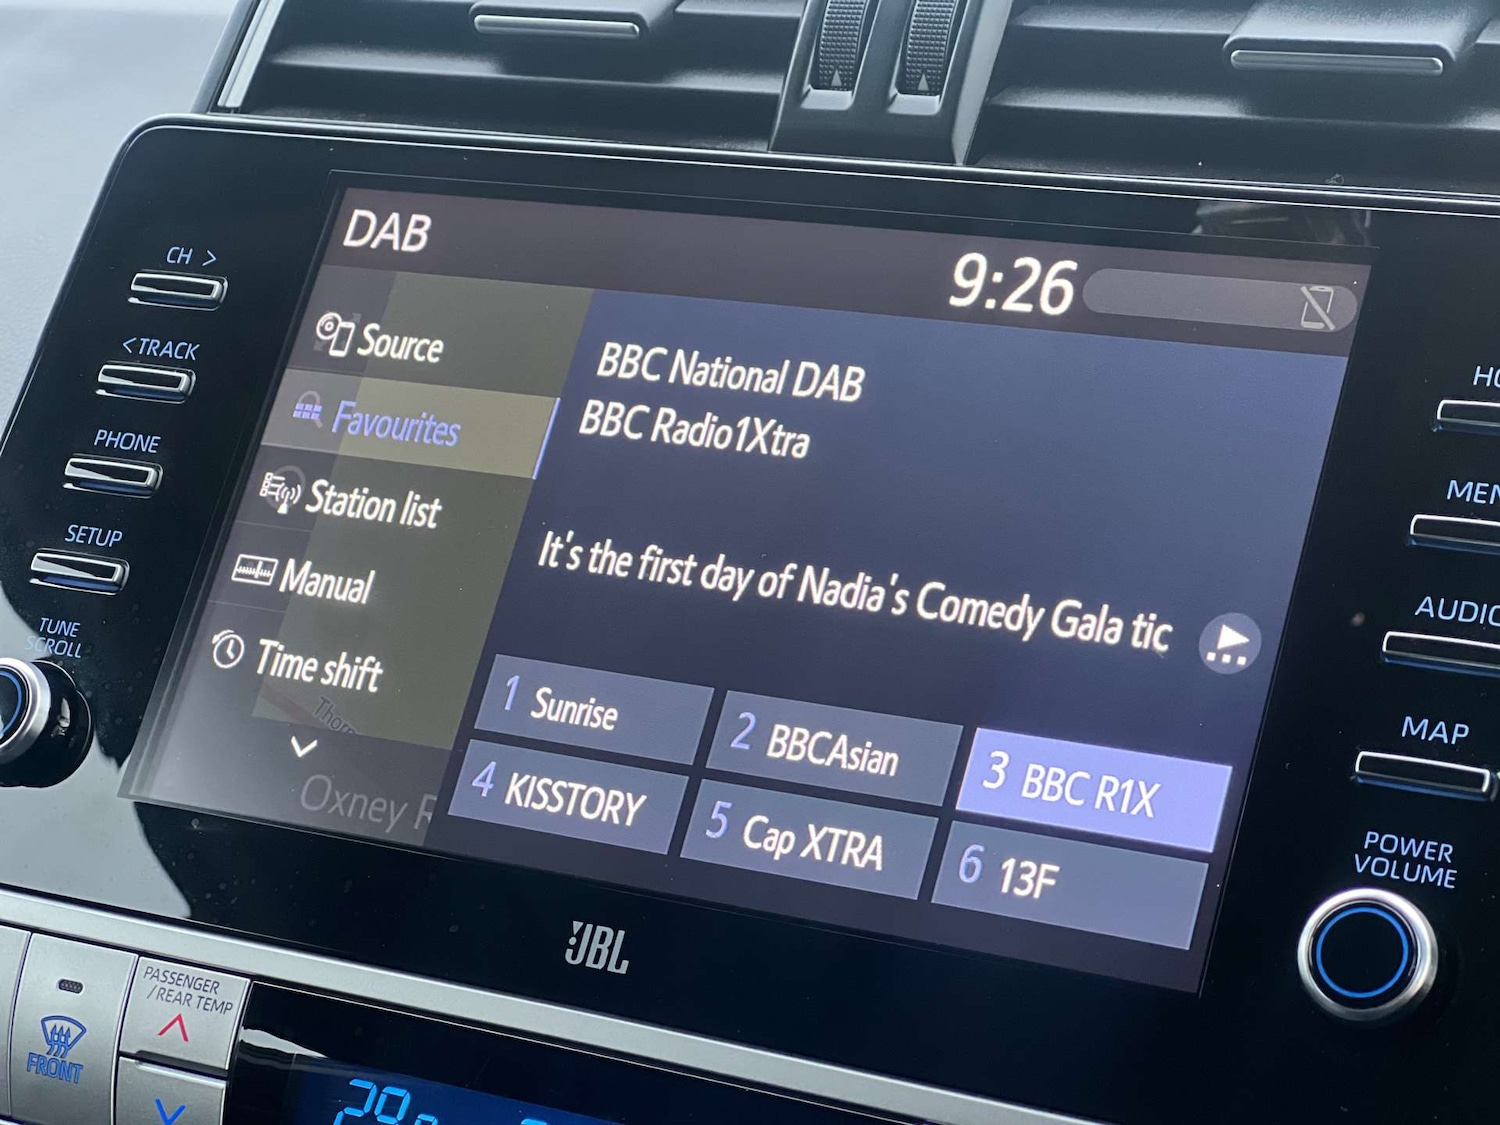 DAB
9:26
Source
Favourites
Station list
Manual
Time shift
BBC National DAB
BBC Radio1Xtra
It's the first day of Nadia's Comedy Gala tic
1 Sunrise
2 BBCAsian
3 BBC R1X
4 KISSTORY
5 Cap XTRA
6 13F
Oxney
CH >
<TRACK
PHONE
SETUP
TUNE
SCROLL
MAP
POWER
VOLUME
JBL
PASSENGER
/REAR TEMP
FRONT